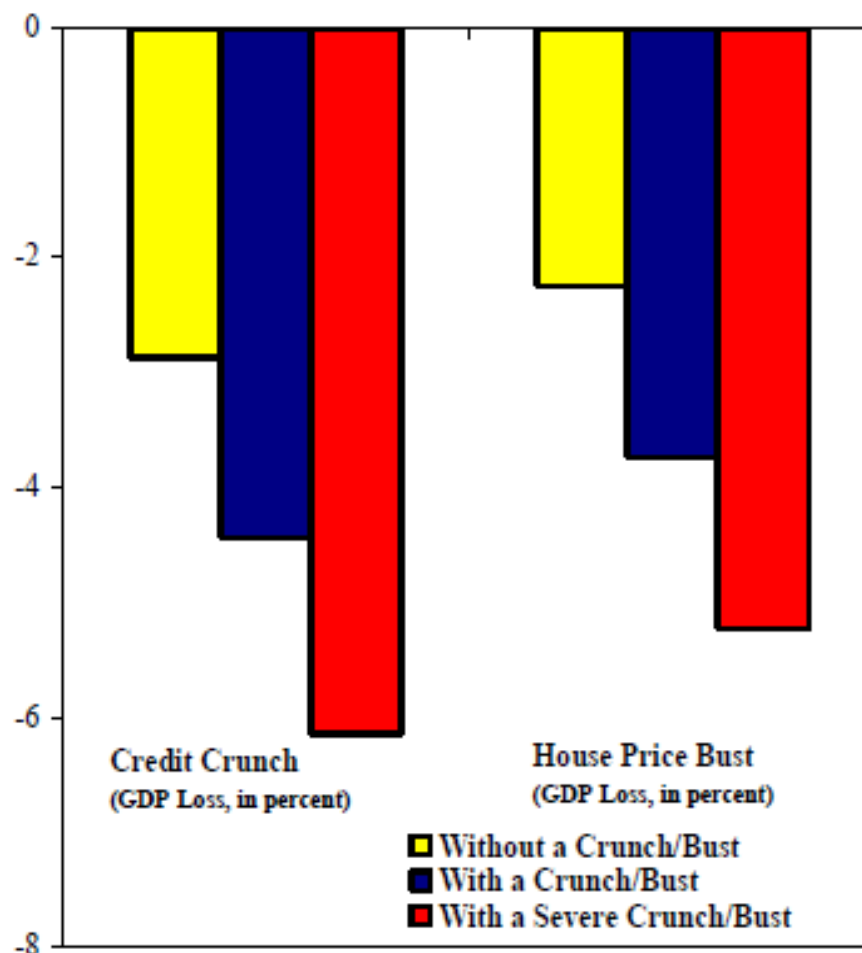 0
-2
-4
-6
-8
Credit Crunch
(GDP Loss, in percent)
House Price Bust
(GDP Loss, in percent)
Without a Crunch/Bust
With a Crunch/Bust
With a Severe Crunch/Bust